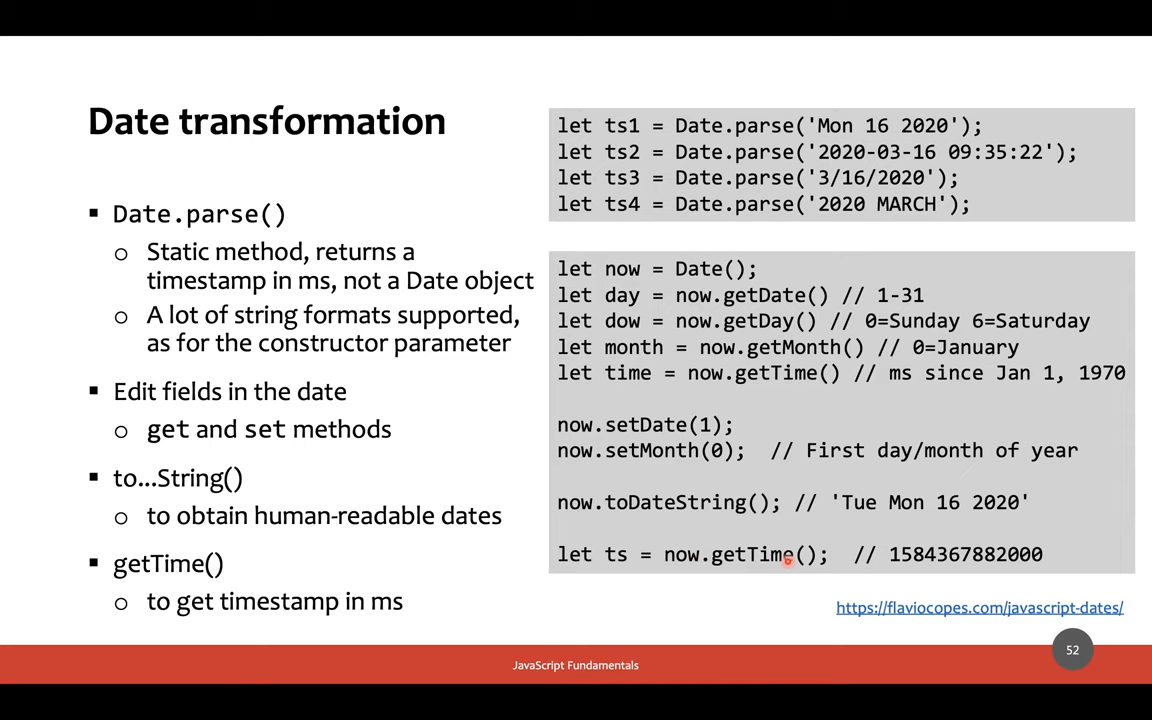 Date transformation
▪ Date.parse()
o Static method, returns a
timestamp in ms, not a Date object
o A lot of string formats supported,
as for the constructor parameter
▪ Edit fields in the date
o get and set methods
▪ to...String()
o to obtain human-readable dates
▪ getTime()
o to get timestamp in ms
let ts1 = Date.parse('Mon 16 2020');
let ts2 = Date.parse('2020-03-16 09:35:22');
let ts3 = Date.parse('3/16/2020');
let ts4 = Date.parse('2020 MARCH');
let now = Date();
let day = now.getDate() // 1-31
let dow = now.getDay() // 0=Sunday 6=Saturday
let month = now.getMonth() // 0=January
let time = now.getTime() // ms since Jan 1, 1970
now.setDate(1);
now.setMonth(0); // First day/month of year
now.toDateString(); // 'Tue Mon 16 2020'
let ts = now.getTime(); // 1584367882000
https://flaviocopes.com/javascript-dates/
52
JavaScript Fundamentals